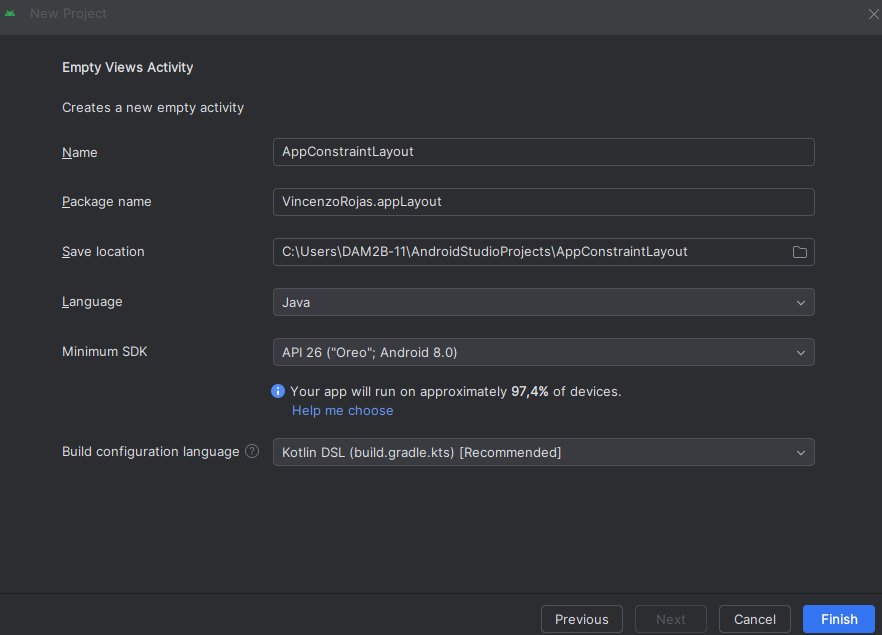 New Project
Empty Views Activity
Creates a new empty activity
Name AppConstraintLayout
Package name VincenzoRojas.appLayout
Save location C:\Users\DAM2B-11\AndroidStudioProjects\AppConstraintLayout
Language Java
Minimum SDK API 26 ("Oreo"; Android 8.0)
Your app will run on approximately 97,4% of devices.
Help me choose
Build configuration language ? Kotlin DSL (build.gradle.kts) [Recommended]
Previous Next Cancel Finish